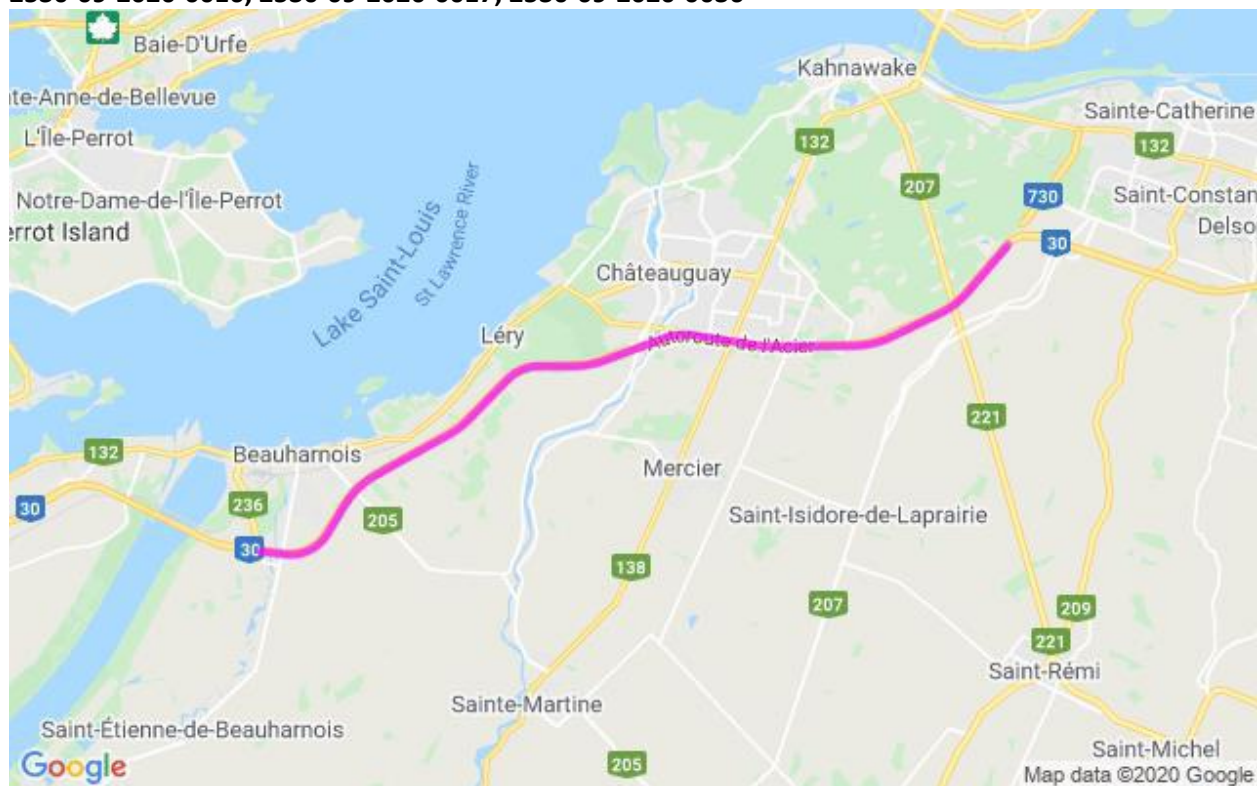 Baie-D'Urfe
Kahnawake
te-Anne-de-Bellevue
Sainte-Catherine
L'Île-Perrot
132
132
207
Notre-Dame-de-l'Île-Perrot
730
Saint-Constan
errot Island
Delso
30
Lake Saint-Louis
St Lawrence River
Châteauguay
Léry
Autoroute de l'Acier
221
132
Beauharnois
Mercier
30
236
205
Saint-Isidore-de-Laprairie
30
138
207
209
221
Saint-Rémi
Sainte-Martine
Saint-Étienne-de-Beauharnois
205
Saint-Michel
Google
Map data ©2020 Google